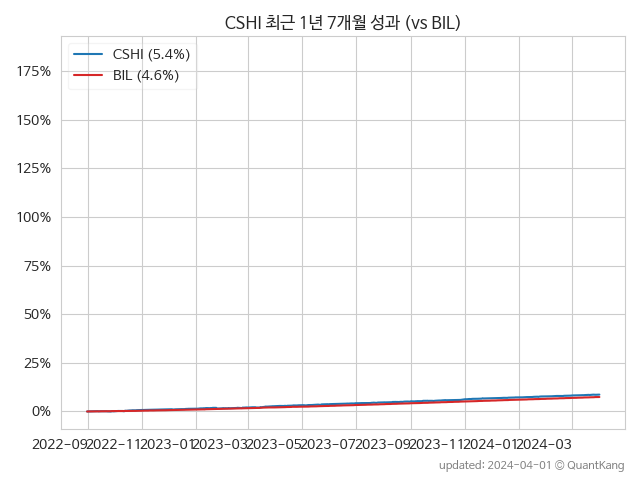 CSHI 최근 1년 7개월 성과 (vs BIL)
CSHI (5.4%)
BIL (4.6%)
175%
150%
125%
100%
75%
50%
25%
0%
2022-09 2022-11 2023-01 2023-03 2023-05 2023-07 2023-09 2023-11 2024-01 2024-03
updated: 2024-04-01 © QuantKang